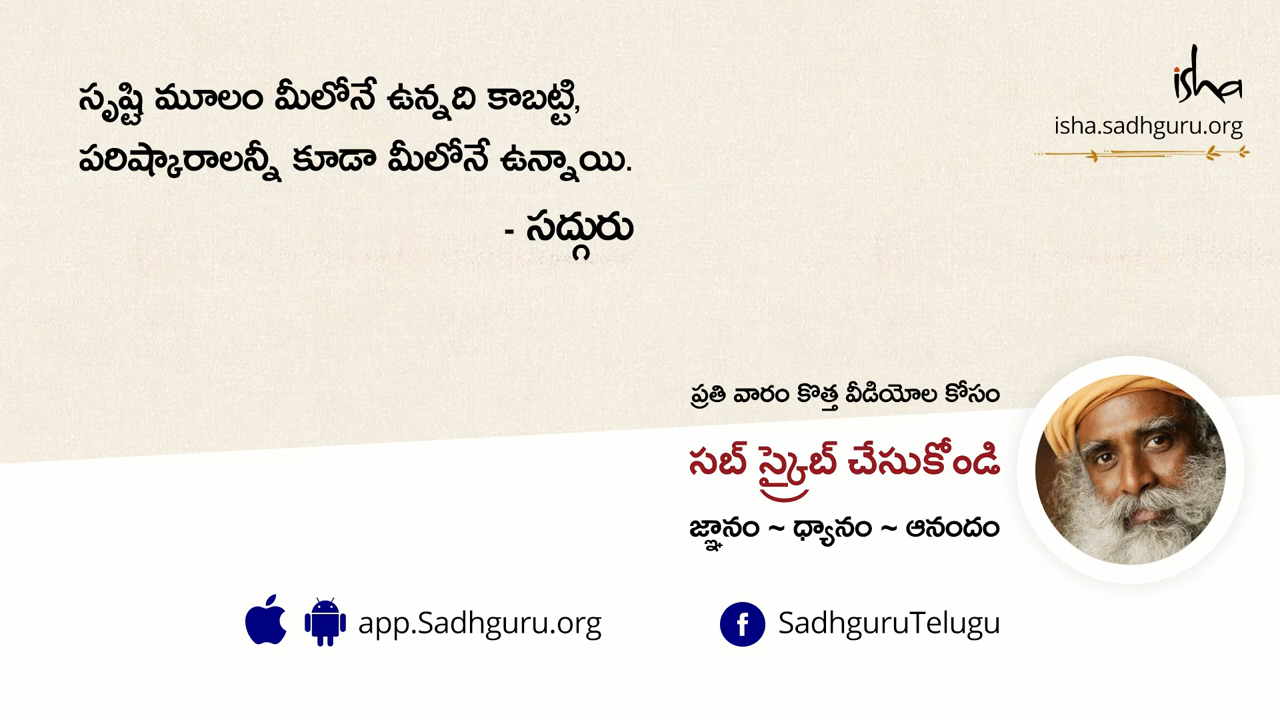 సృష్టి మూలం మీలోనే ఉన్నది కాబట్టి,
పరిష్కారాలన్నీ కూడా మీలోనే ఉన్నాయి.
- సద్గురు
isha
isha.sadhguru.org
ప్రతి వారం కొత్త వీడియోల కోసం
సబ్ స్క్రైబ్ చేసుకోండి
జ్ఞానం ~ ధ్యానం ~ ఆనందం
app.Sadhguru.org
f SadhguruTelugu